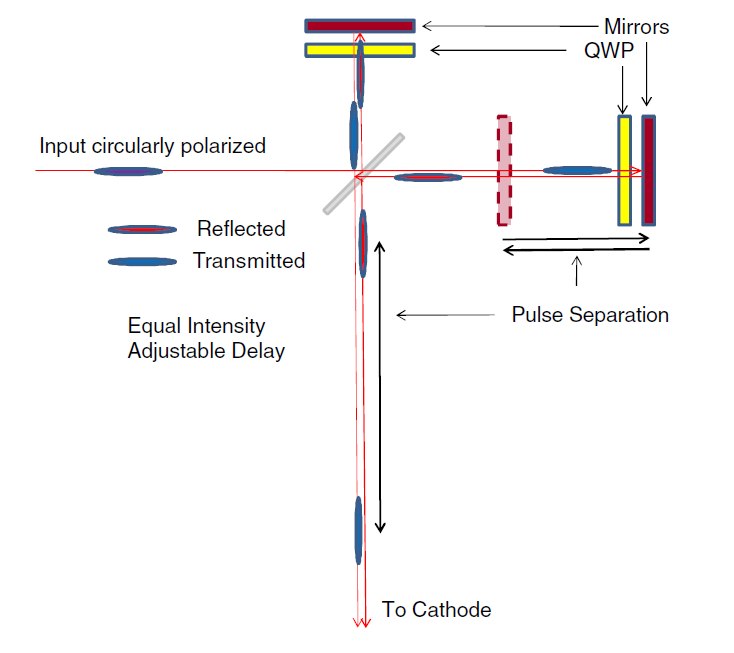 Mirrors
QWP
Input circularly polarized
Reflected
Transmitted
Pulse Separation
Equal Intensity
Adjustable Delay
To Cathode